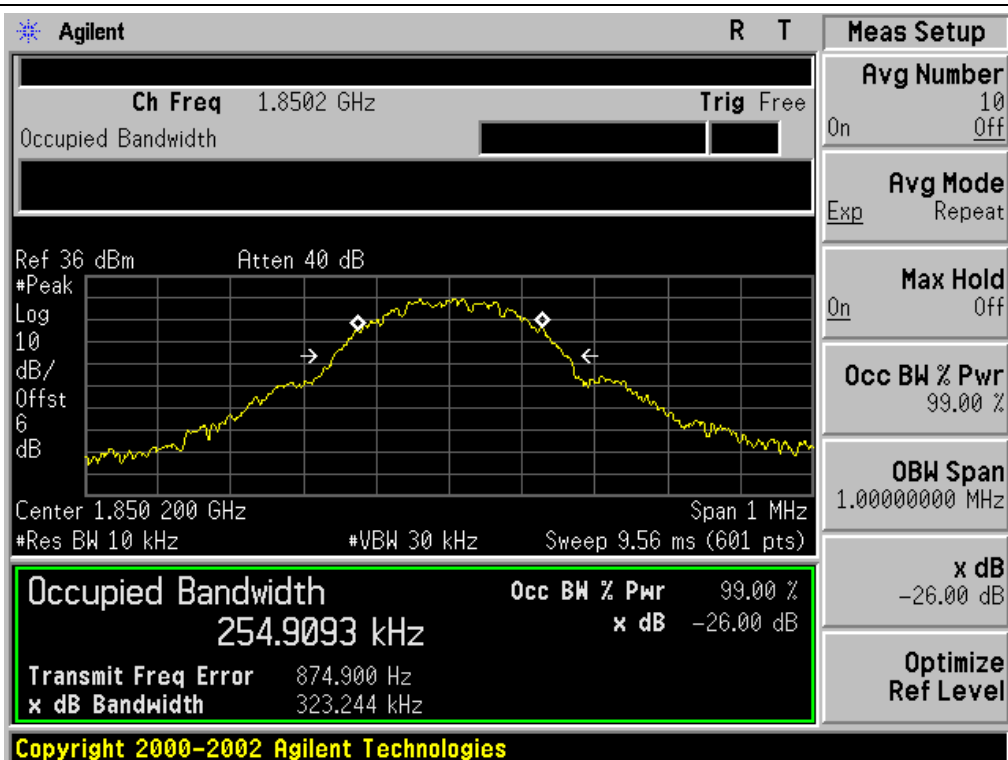 Agilent R T Meas Setup
Ch Freq 1.8502 GHz Trig Free
Occupied Bandwidth
Avg Number
10
On Off
Avg Mode
Exp Repeat
Max Hold
On Off
Occ BW % Pwr
99.00 %
OBW Span
1.00000000 MHz
x dB
-26.00 dB
Optimize
Ref Level
Ref 36 dBm Atten 40 dB
#Peak
Log
10
dB/
Offst
6
dB
Center 1.850 200 GHz Span 1 MHz
#Res BW 10 kHz #VBW 30 kHz Sweep 9.56 ms (601 pts)
Occupied Bandwidth Occ BW % Pwr 99.00 %
254.9093 kHz x dB -26.00 dB
Transmit Freq Error 874.900 Hz
x dB Bandwidth 323.244 kHz
Copyright 2000-2002 Agilent Technologies